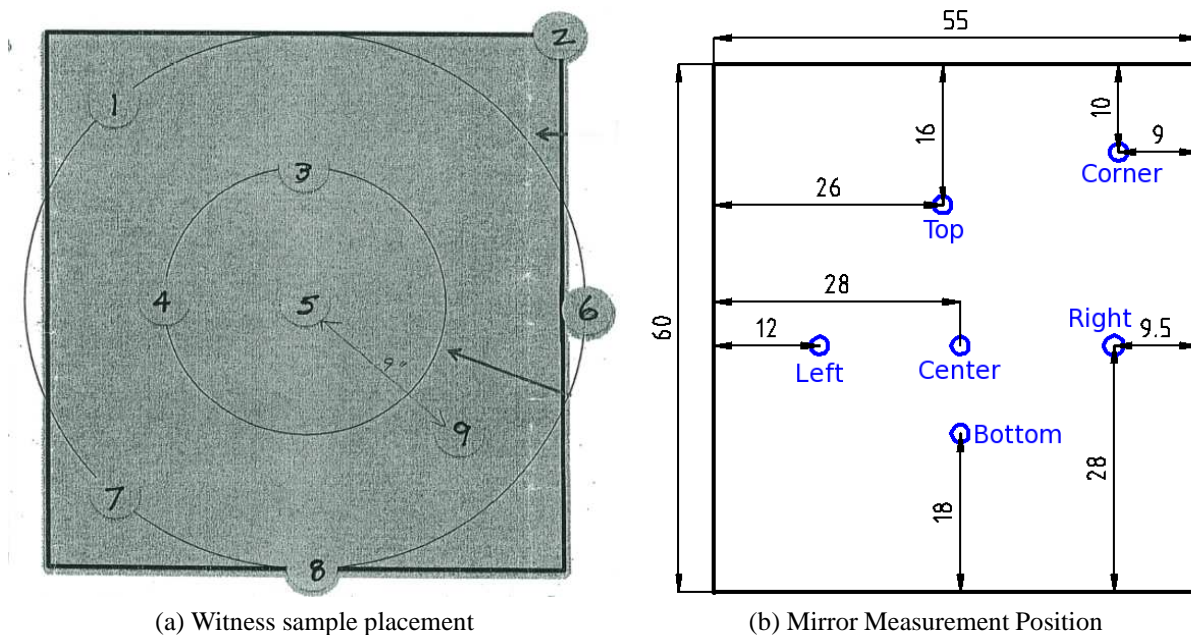 1
2
3
4
5
6
7
8
9
9"
(a) Witness sample placement
55
60
16
10
9
Corner
26
Top
28
12
Left
Center
Right
9.5
Bottom
18
28
(b) Mirror Measurement Position